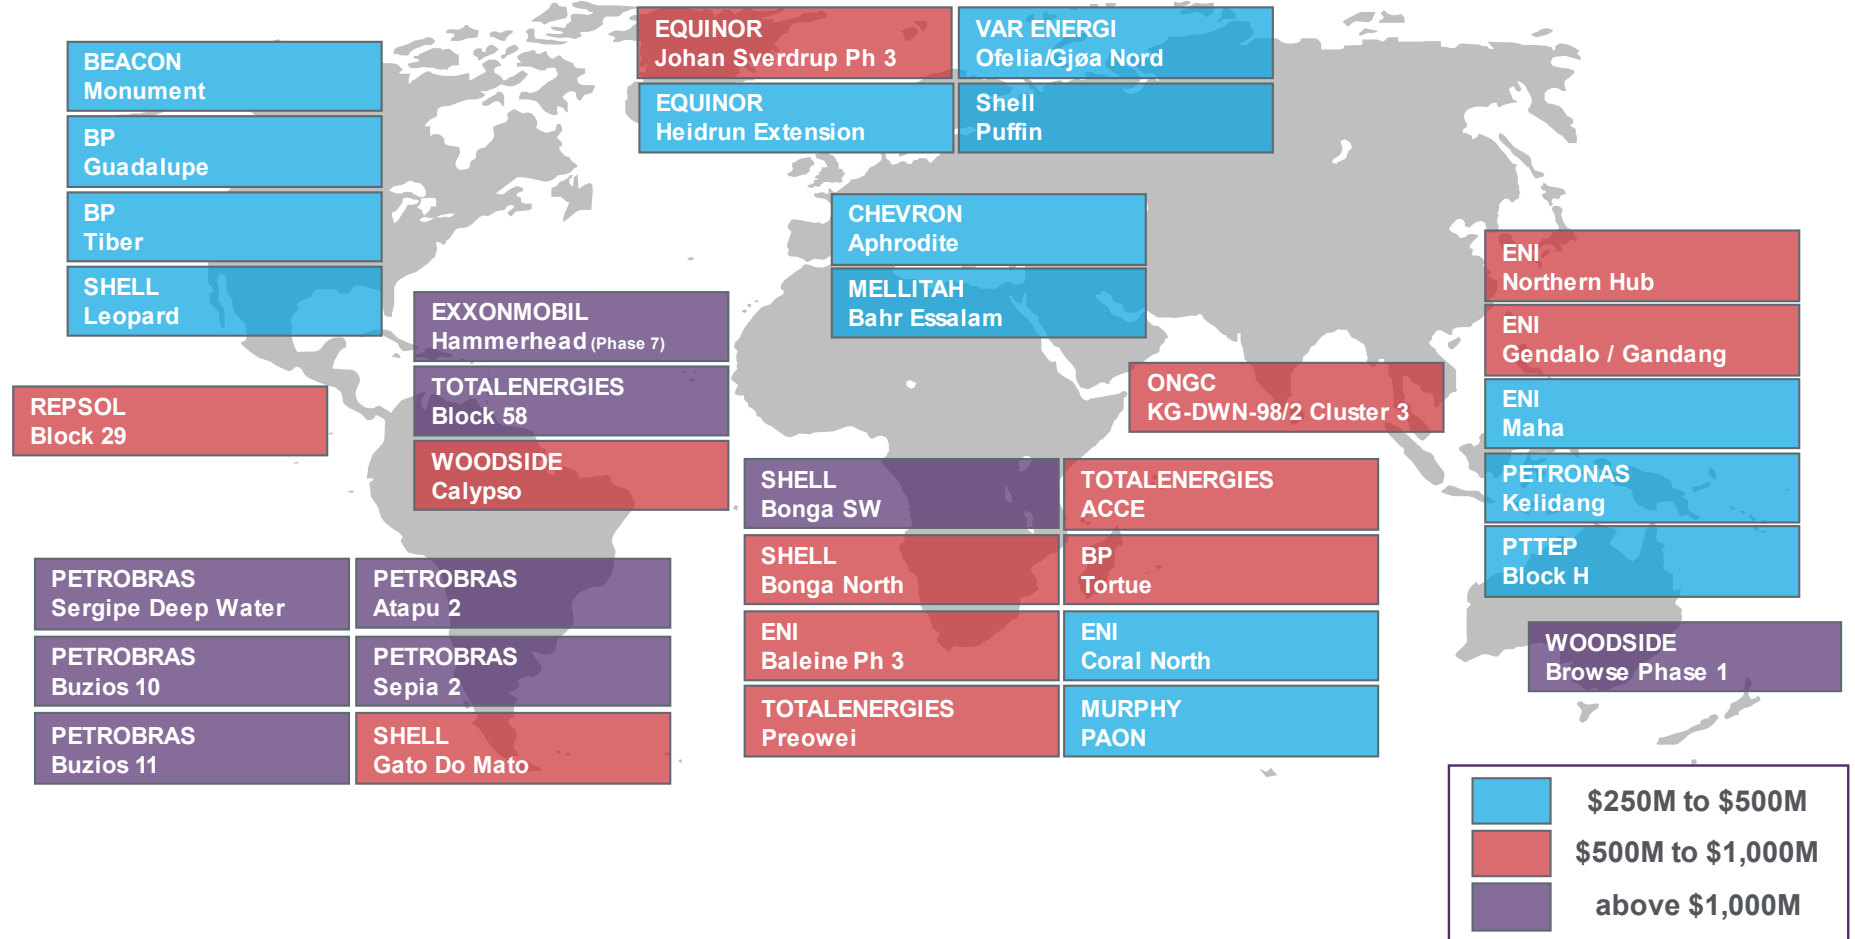 BEACON
Monument
BP
Guadalupe
BP
Tiber
SHELL
Leopard
EQUINOR
Johan Sverdrup Ph 3
VAR ENERGI
Ofelia/Gjøa Nord
EQUINOR
Heidrun Extension
Shell
Puffin
CHEVRON
Aphrodite
MELLITAH
Bahr Essalam
EXXONMOBIL
Hammerhead (Phase 7)
TOTALENERGIES
Block 58
WOODSIDE
Calypso
REPSOL
Block 29
PETROBRAS
Sergipe Deep Water
PETROBRAS
Atapu 2
PETROBRAS
Buzios 10
PETROBRAS
Sepia 2
PETROBRAS
Buzios 11
SHELL
Gato Do Mato
ONGC
KG-DWN-98/2 Cluster 3
SHELL
Bonga SW
TOTALENERGIES
ACCE
SHELL
Bonga North
BP
Tortue
ENI
Baleine Ph 3
ENI
Coral North
TOTALENERGIES
Preowei
MURPHY
PAON
ENI
Northern Hub
ENI
Gendalo / Gandang
ENI
Maha
PETRONAS
Kelidang
PTTEP
Block H
WOODSIDE
Browse Phase 1
$250M to $500M
$500M to $1,000M
above $1,000M